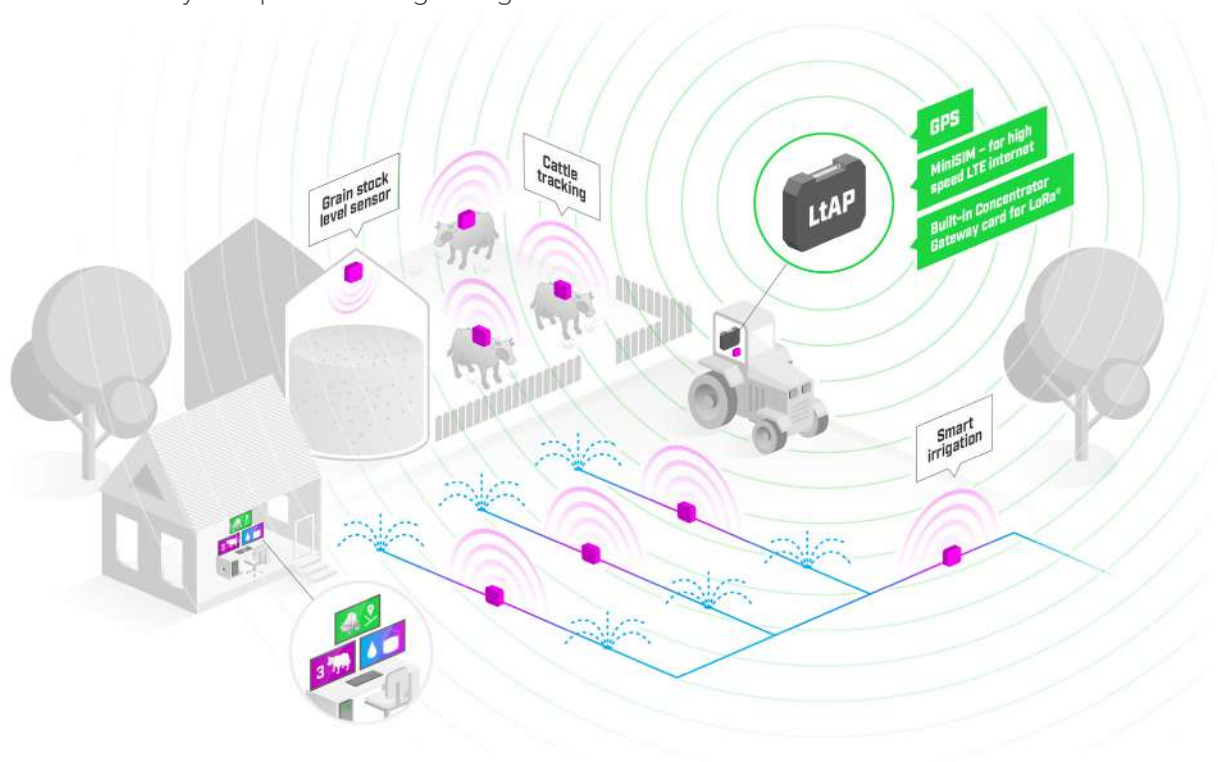 Grain stock
level sensor
Cattle
tracking
LtAP
GPS
MiniSIM – for high
speed LTE internet
Built-in Concentrator
Gateway card for LoRa®
Smart
irrigation
3
3